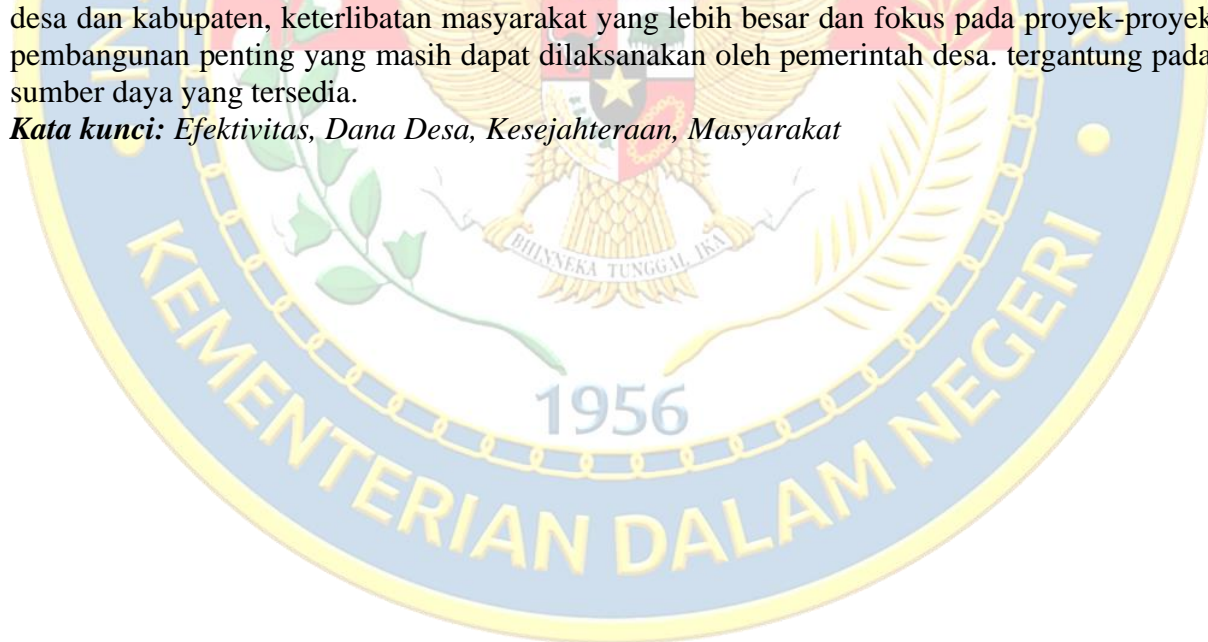 desa dan kabupaten, keterlibatan masyarakat yang lebih besar dan fokus pada proyek-proyek
pembangunan penting yang masih dapat dilaksanakan oleh pemerintah desa. tergantung pada
sumber daya yang tersedia.
Kata kunci: Efektivitas, Dana Desa, Kesejahteraan, Masyarakat
BHINNEKA TUNGGAL IKA
1956
KEMENTERIAN DALAM NEGERI